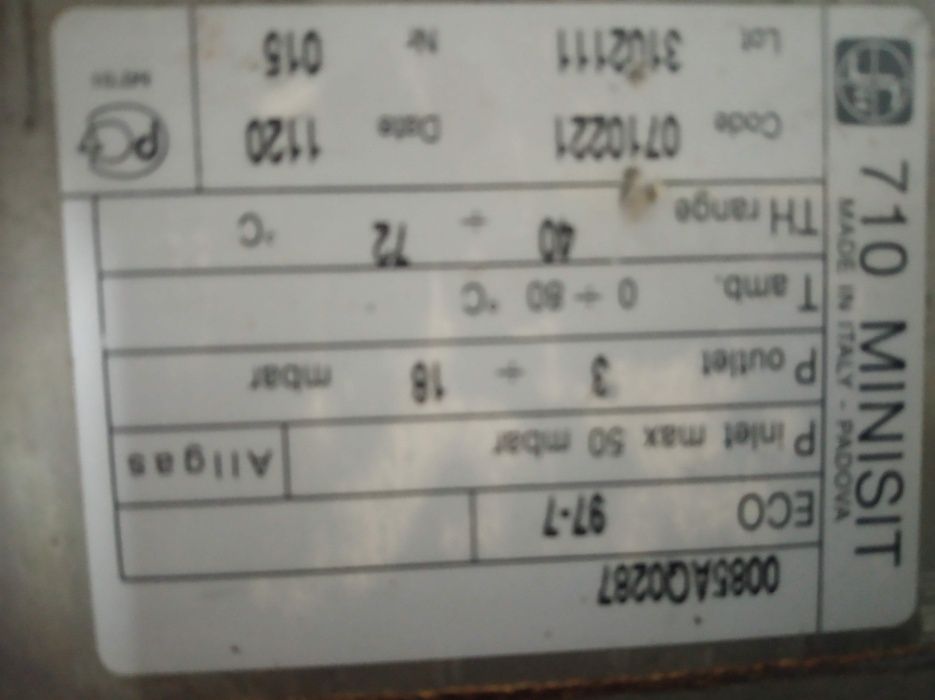 710 MINISIT
MADE IN ITALY - PADOVA
0085AQ0287
ECO 97-7
P inlet max 50 mbar Allgas
P outlet 3 ÷ 18 mbar
T amb. 0 ÷ 80 °C
TH range 40 ÷ 72 °C
Code 0710221 Date 1120
Lot 3102111 Nr 015